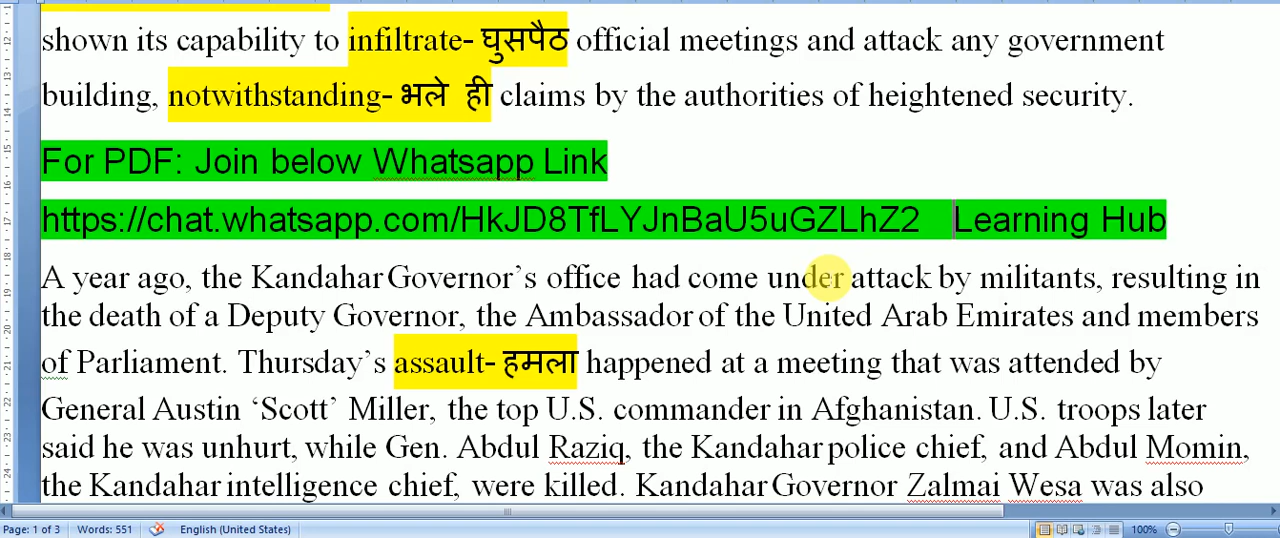 shown its capability to infiltrate- घुसपैठ official meetings and attack any government
building, notwithstanding- भले ही claims by the authorities of heightened security.
For PDF: Join below Whatsapp Link
https://chat.whatsapp.com/HkJD8TfLYJnBaU5uGZLhZ2 Learning Hub
A year ago, the Kandahar Governor’s office had come under attack by militants, resulting in
the death of a Deputy Governor, the Ambassador of the United Arab Emirates and members
of Parliament. Thursday’s assault- हमला happened at a meeting that was attended by
General Austin ‘Scott’ Miller, the top U.S. commander in Afghanistan. U.S. troops later
said he was unhurt, while Gen. Abdul Raziq, the Kandahar police chief, and Abdul Momin,
the Kandahar intelligence chief, were killed. Kandahar Governor Zalmai Wesa was also
Page: 1 of 3 Words: 551 English (United States) 100%